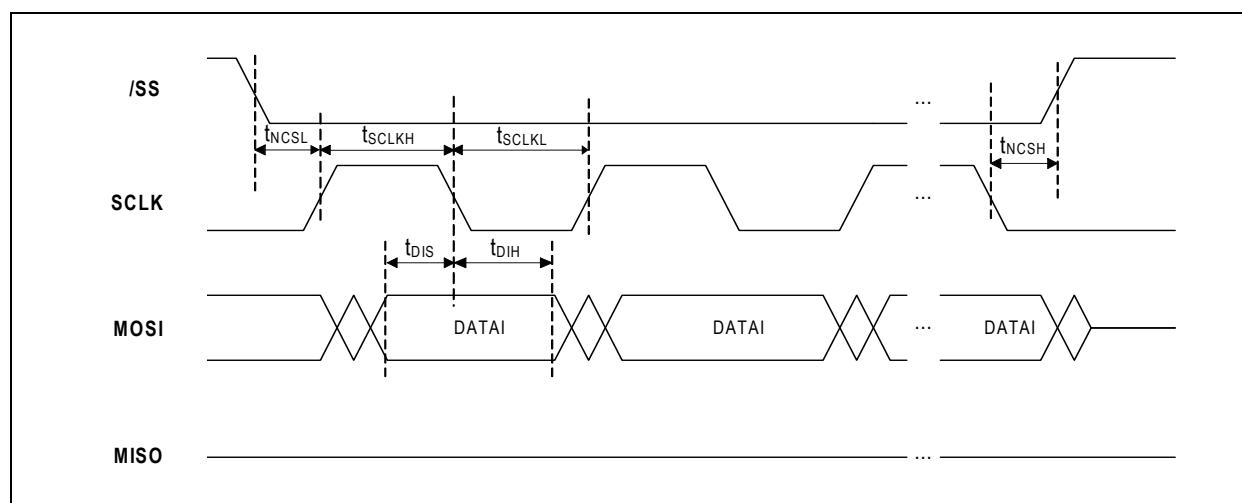 /SS
...
tNCSL
tSCLKH
tSCLKL
tNCSH
SCLK
...
tDIS
tDIH
MOSI
DATAI
DATAI
...
DATAI
MISO
...